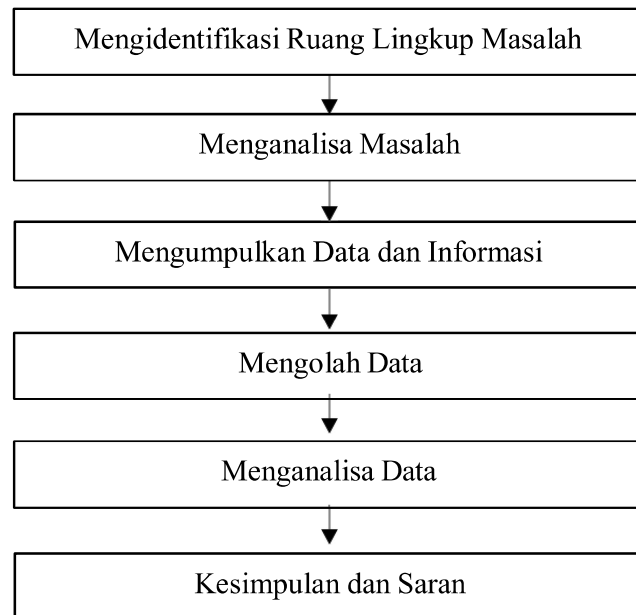 Mengidentifikasi Ruang Lingkup Masalah
Menganalisa Masalah
Mengumpulkan Data dan Informasi
Mengolah Data
Menganalisa Data
Kesimpulan dan Saran